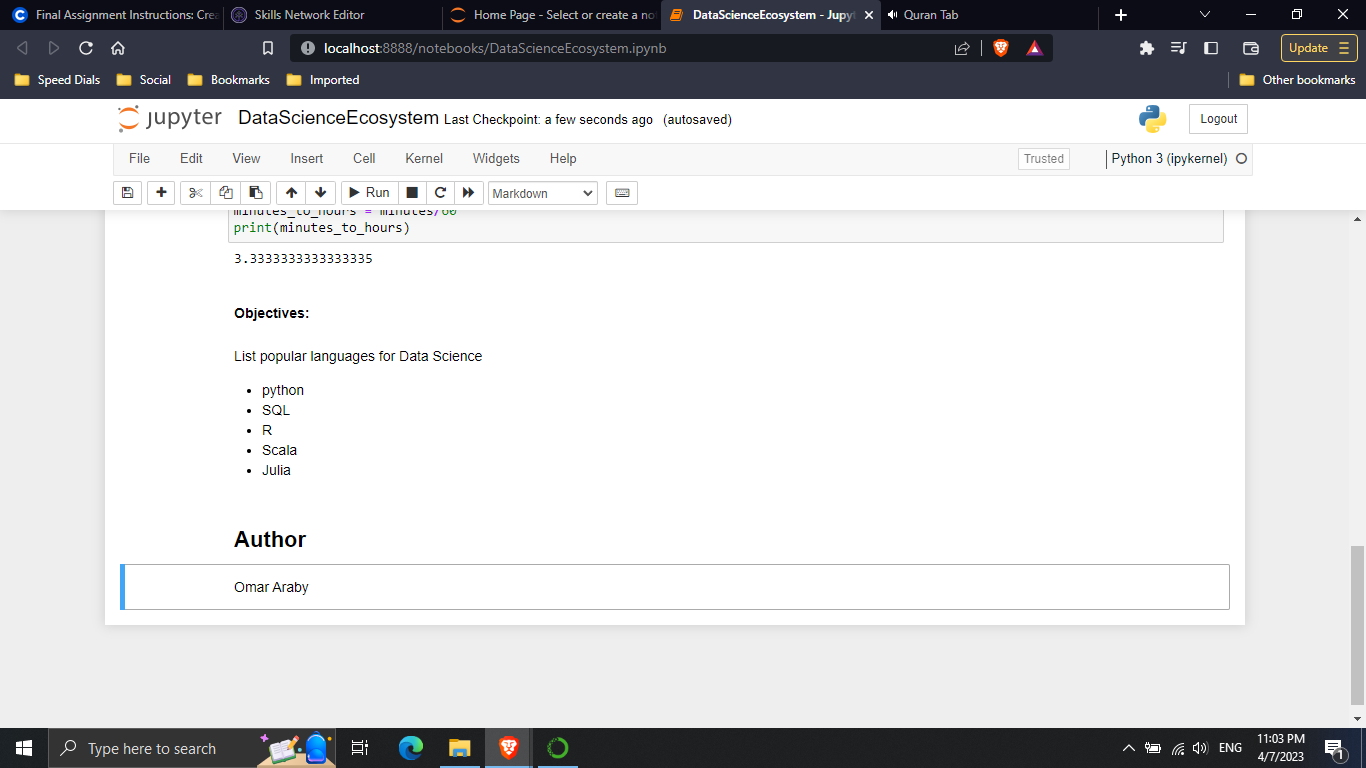 Final Assignment Instructions: Crea
Skills Network Editor
Home Page - Select or create a no
DataScienceEcosystem - Jupyt
Quran Tab
localhost:8888/notebooks/DataScienceEcosystem.ipynb
Update
Speed Dials
Social
Bookmarks
Imported
Other bookmarks
jupyter
DataScienceEcosystem Last Checkpoint: a few seconds ago (autosaved)
Logout
File Edit View Insert Cell Kernel Widgets Help
Trusted
Python 3 (ipykernel)
Run
Markdown
minutes_to_hours = minutes/60
print(minutes_to_hours)
3.3333333333333335
Objectives:
List popular languages for Data Science
• python
• SQL
• R
• Scala
• Julia
Author
Omar Araby
Type here to search
ENG
11:03 PM
4/7/2023
1